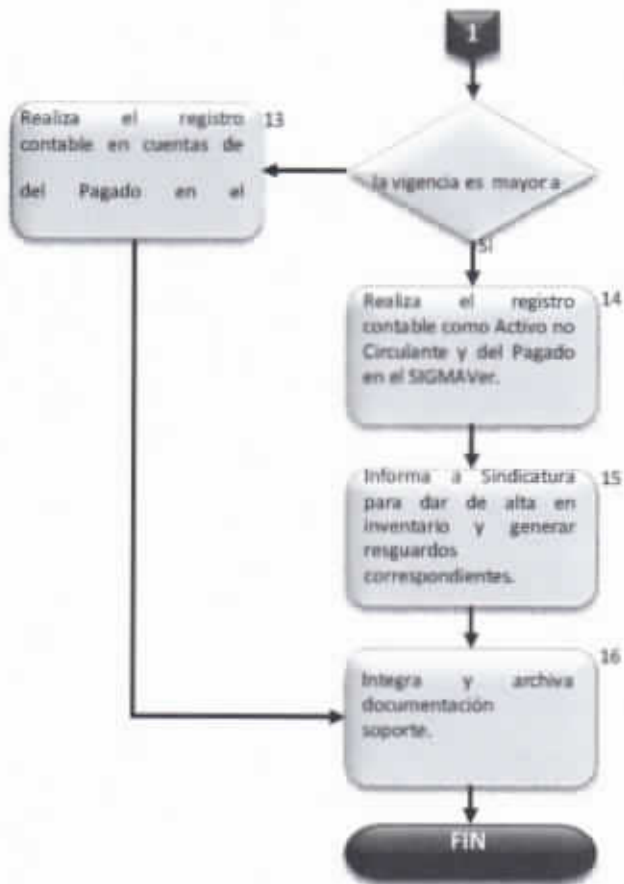 1
Realiza el registro 13
contable en cuentas de
del Pagado en el
la vigencia es mayor a
Sí
Realiza el registro 14
contable como Activo no
Circulante y del Pagado
en el SIGMAVer.
Informa a Sindicatura 15
para dar de alta en
inventario y generar
resguardos
correspondientes.
16
Integra y archiva
documentación
soporte.
FIN